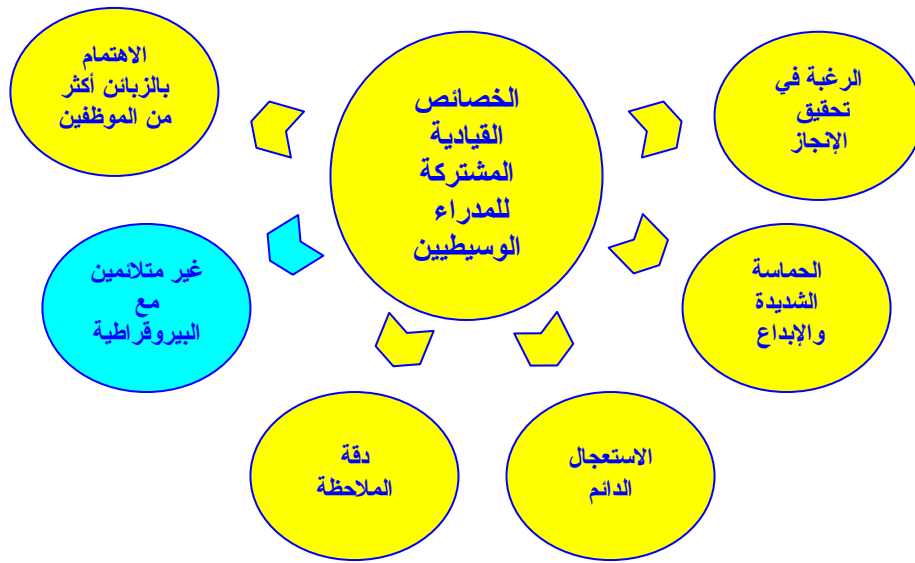 الخصائص
القيادية
المشتركة
للمدراء
الوسيطيين
الرغبة في
تحقيق
الإنجاز
الحماسة
الشديدة
والإبداع
الاستعجال
الدائم
دقة
الملاحظة
غير متلائمين
مع
البيروقراطية
الاهتمام
بالزبائن أكثر
من الموظفين